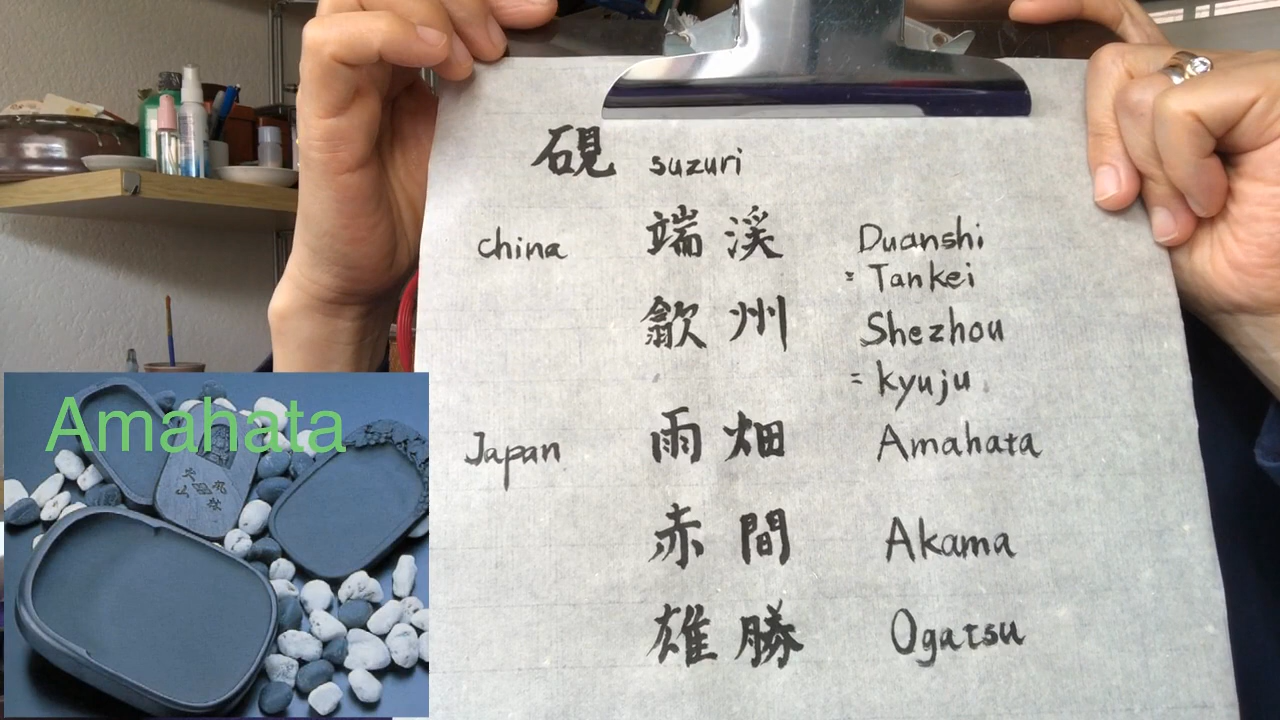 硯 suzuri
china 端渓 Duanshi
= Tankei
歙州 Shezhou
= kyuju
Japan 雨畑 Amahata
赤間 Akama
雄勝 Ogatsu
Amahata